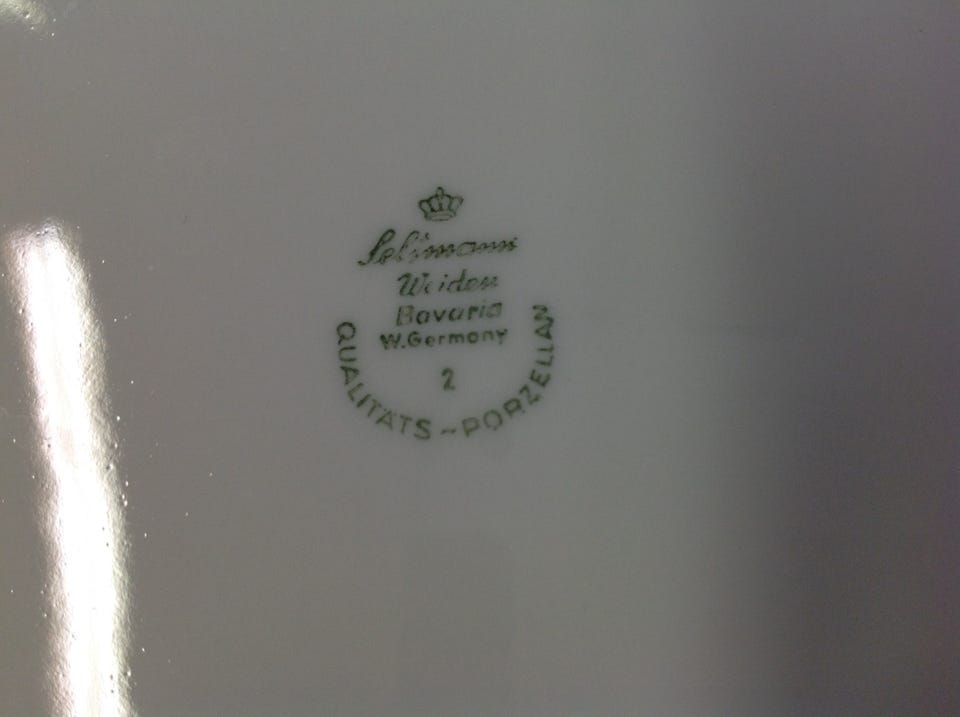 Seltmann
Weiden
Bavaria
W.Germany
2
QUALITÄTS-PORZELLAN